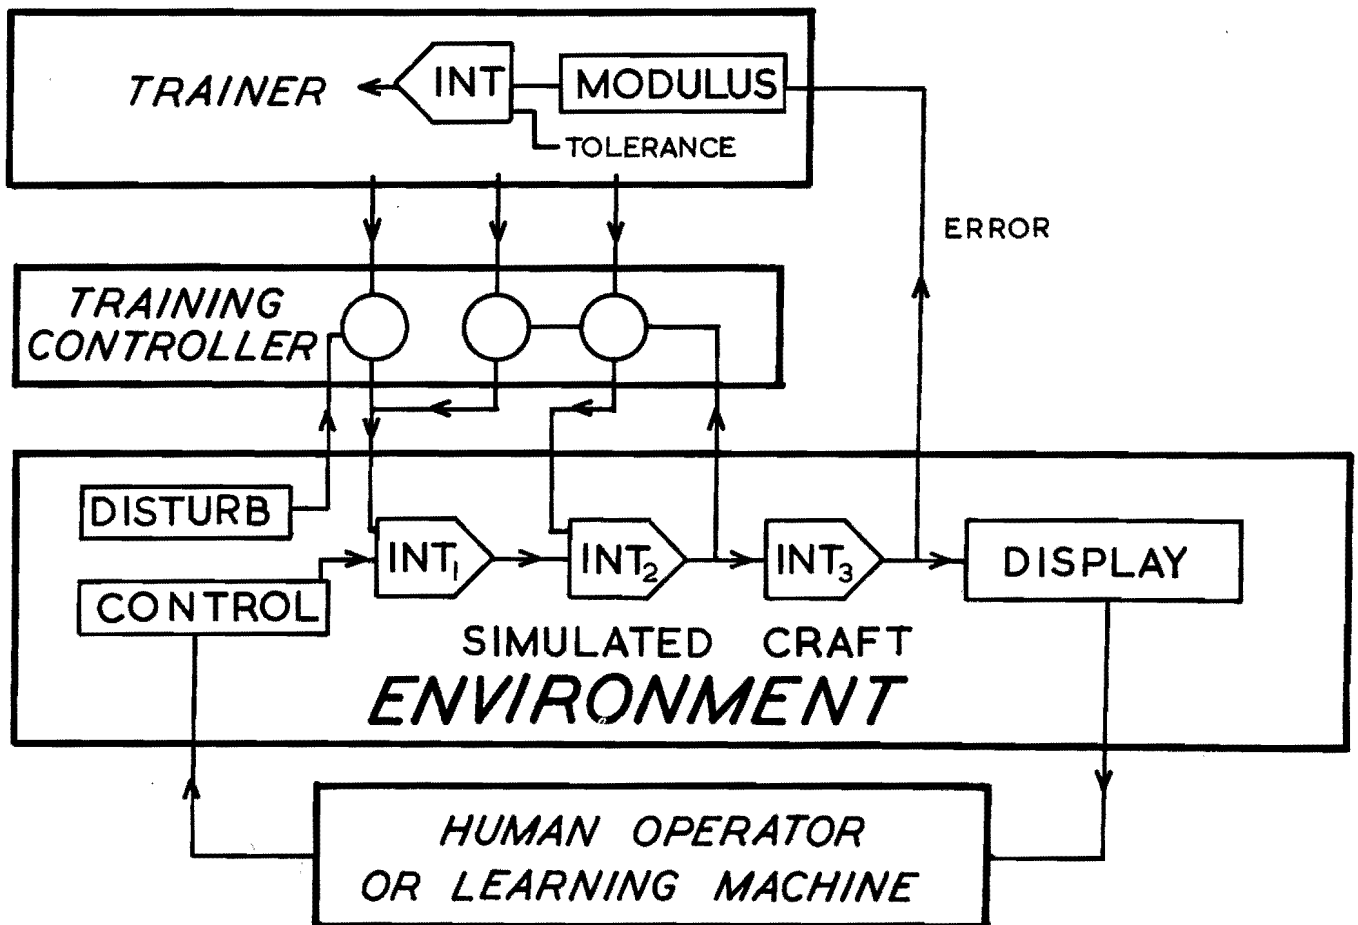 TRAINER
INT
MODULUS
TOLERANCE
ERROR
TRAINING
CONTROLLER
DISTURB
CONTROL
INT1
INT2
INT3
DISPLAY
SIMULATED CRAFT
ENVIRONMENT
HUMAN OPERATOR
OR LEARNING MACHINE